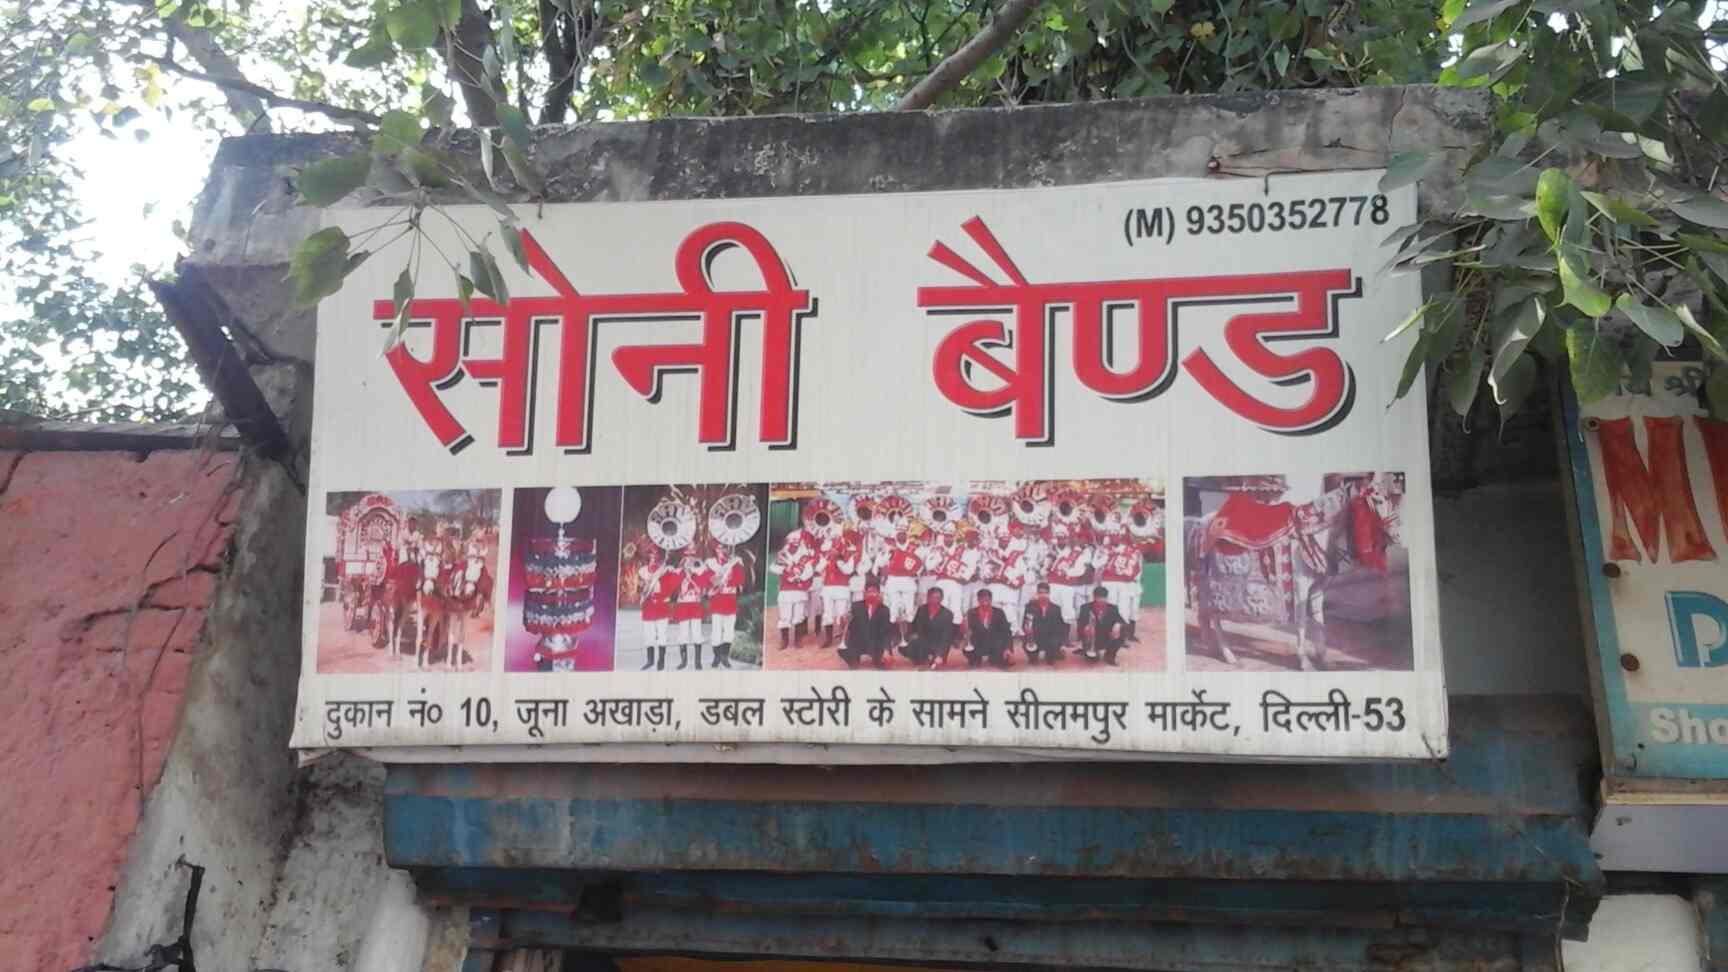 (M) 9350352778
सोनी बैण्ड
दुकान नं० 10, जूना अखाड़ा, डबल स्टोरी के सामने सीलमपुर मार्केट, दिल्ली-53